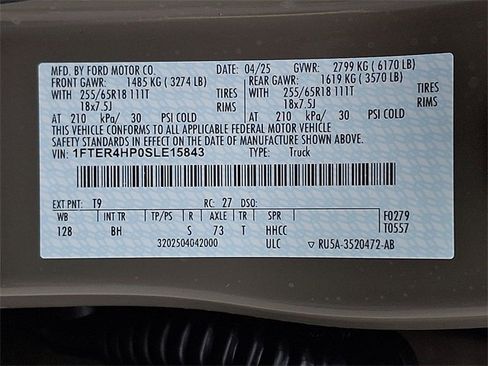 MFD. BY FORD MOTOR CO. 04/25 GVWR: 2799 KG ( 6170 LB)
FRONT GAWR: 1485 KG ( 3274 LB) REAR GAWR: 1619 KG ( 3570 LB)
WITH 255/65R18 111T TIRES WITH 255/65R18 111T TIRES
18x7.5J RIMS 18x7.5J RIMS
AT 210 kPa/ 30 PSI COLD AT 210 kPa/ 30 PSI COLD
THIS VEHICLE CONFORMS TO ALL APPLICABLE FEDERAL MOTOR VEHICLE
SAFETY STANDARDS IN EFFECT ON THE DATE OF MANUFACTURE SHOWN ABOVE.
VIN: 1FTER4HP0SLE15843 TYPE: Truck
EXT PNT: T9 RC: 27 DSO:
WB INT TR TP/PS R AXLE TR SPR F0279
128 BH S 73 T HHCC T0557
3202504042000 ULC ▽ RU5A-3520472-AB